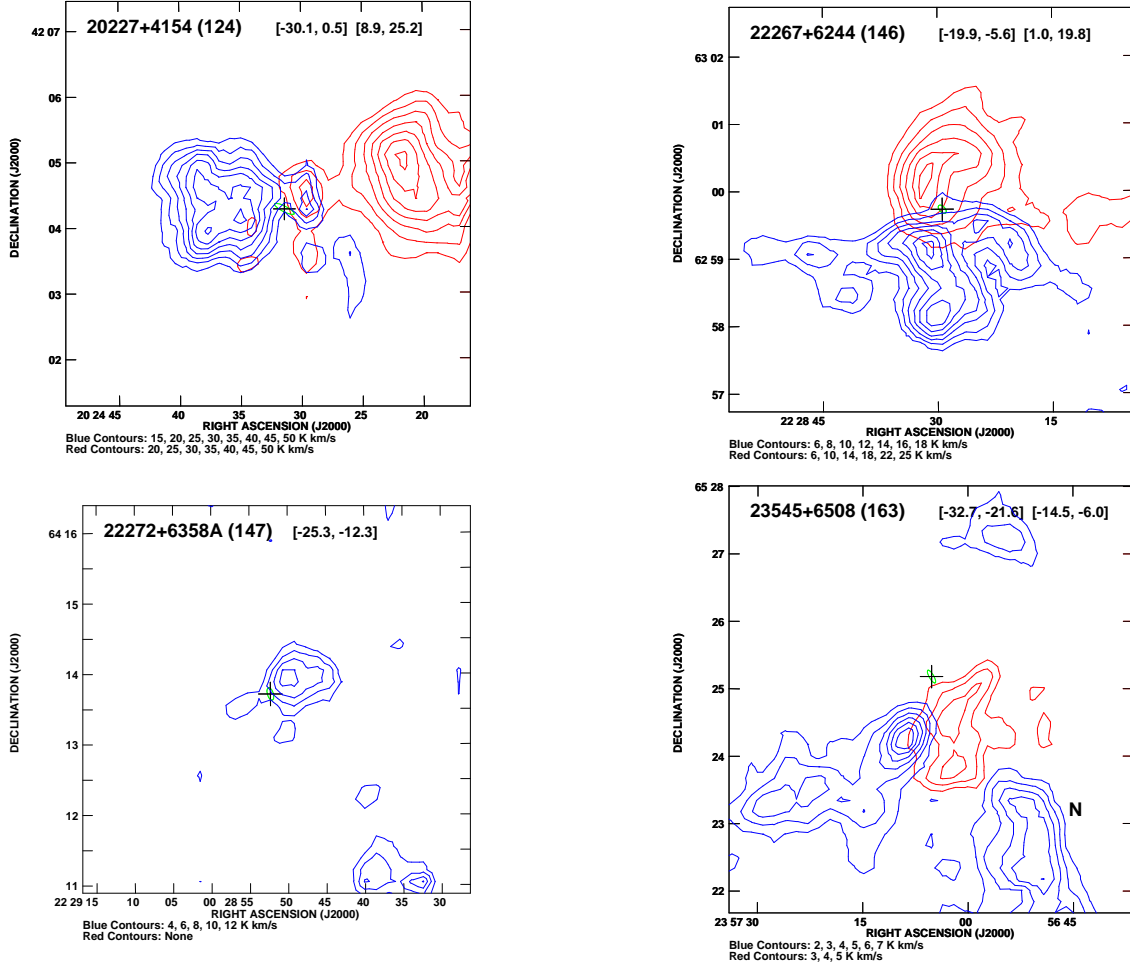 20227+4154 (124) [-30.1, 0.5] [8.9, 25.2]
42 07
06
05
04
03
02
DECLINATION (J2000)
20 24 45 40 35 30 25 20
RIGHT ASCENSION (J2000)
Blue Contours: 15, 20, 25, 30, 35, 40, 45, 50 K km/s
Red Contours: 20, 25, 30, 35, 40, 45, 50 K km/s
22267+6244 (146) [-19.9, -5.6] [1.0, 19.8]
63 02
01
00
62 59
58
57
DECLINATION (J2000)
22 28 45 30 15
RIGHT ASCENSION (J2000)
Blue Contours: 6, 8, 10, 12, 14, 16, 18 K km/s
Red Contours: 6, 10, 14, 18, 22, 25 K km/s
22272+6358A (147) [-25.3, -12.3]
64 16
15
14
13
12
11
DECLINATION (J2000)
22 29 15 10 05 00 28 55 50 45 40 35 30
RIGHT ASCENSION (J2000)
Blue Contours: 4, 6, 8, 10, 12 K km/s
Red Contours: None
23545+6508 (163) [-32.7, -21.6] [-14.5, -6.0]
65 28
27
26
25
24
23
22
N
DECLINATION (J2000)
23 57 30 15 00 56 45
RIGHT ASCENSION (J2000)
Blue Contours: 2, 3, 4, 5, 6, 7 K km/s
Red Contours: 3, 4, 5 K km/s